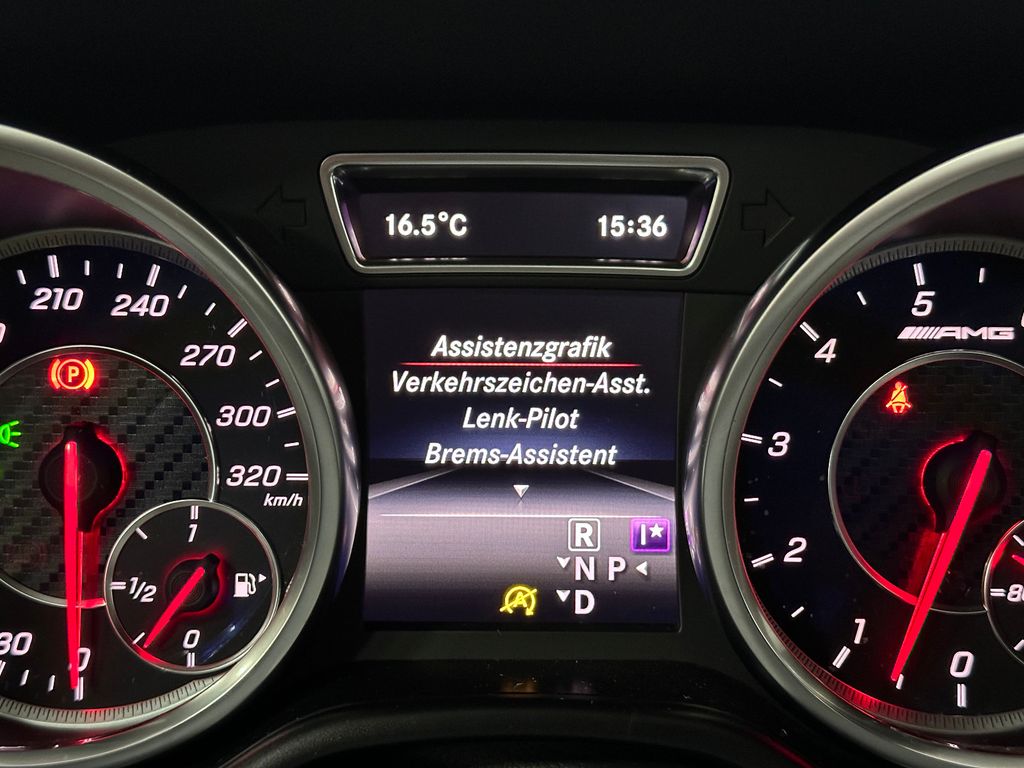 16.5°C 15:36
210
240
270
300
320
km/h
P
1
1/2
0
0
Assistenzgrafik
Verkehrszeichen-Asst.
Lenk-Pilot
Brems-Assistent
R I★
N P
A D
5
AMG
4
3
2
1
0